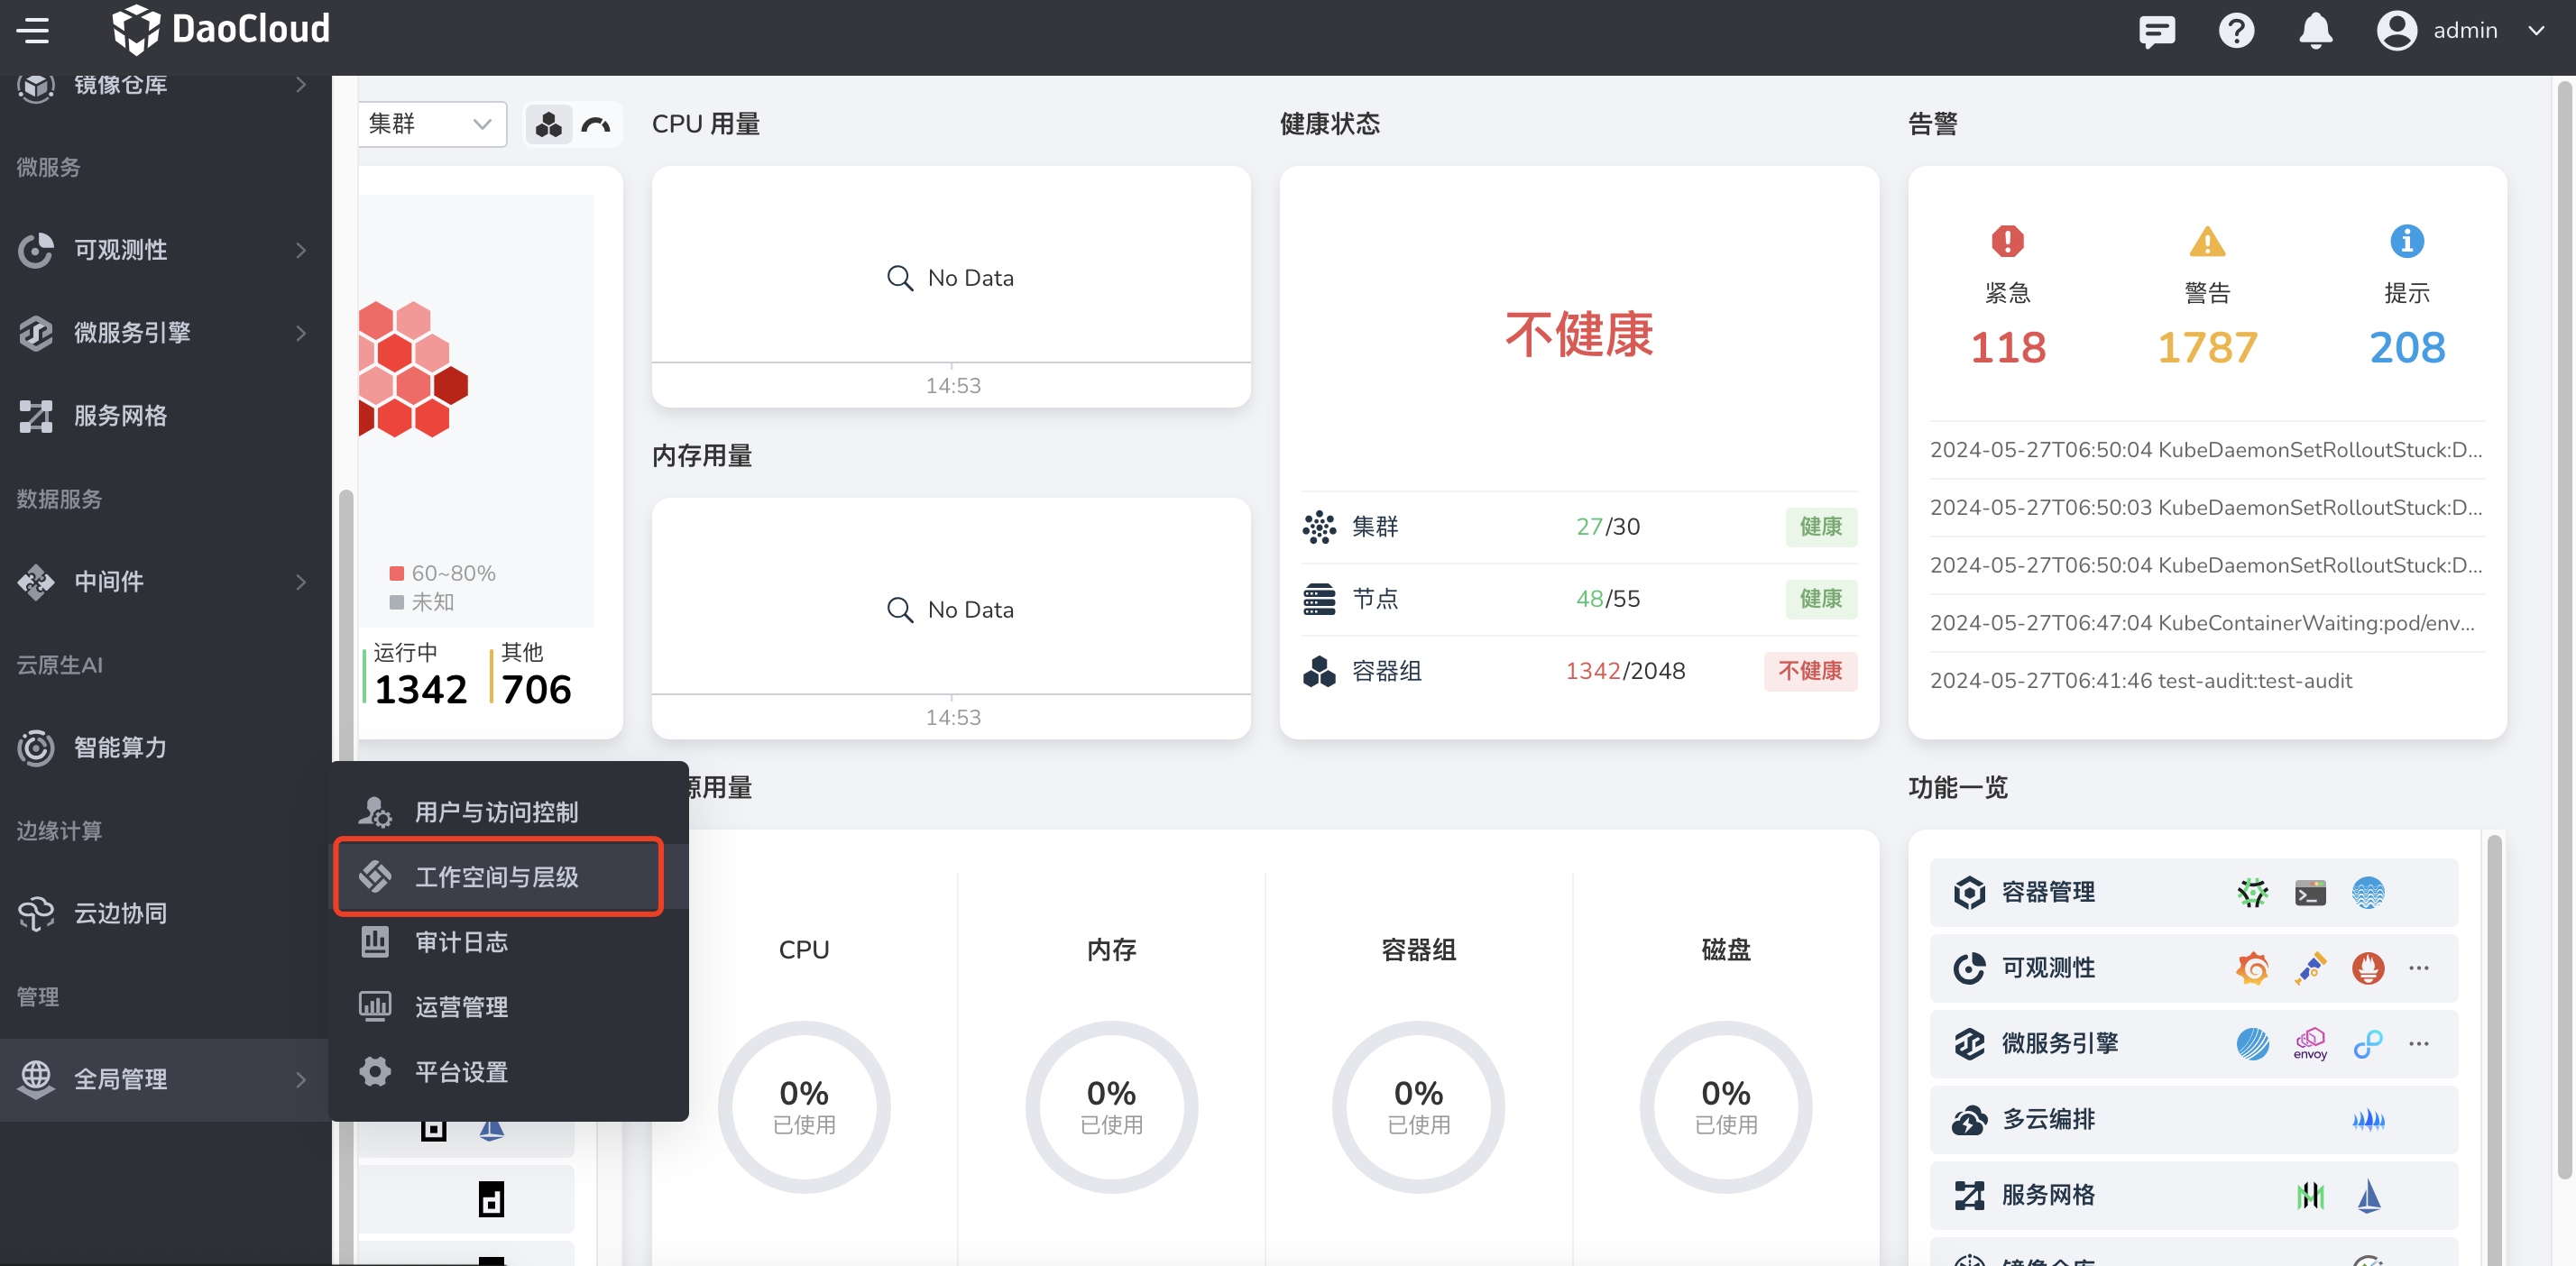 DaoCloud
admin
镜像仓库
微服务
可观测性
微服务引擎
服务网格
数据服务
中间件
云原生AI
智能算力
边缘计算
云边协同
管理
全局管理
用户与访问控制
工作空间与层级
审计日志
运营管理
平台设置
集群
60~80%
未知
运行中
1342
其他
706
CPU 用量
No Data
14:53
内存用量
No Data
14:53
健康状态
不健康
集群 27/30 健康
节点 48/55 健康
容器组 1342/2048 不健康
告警
紧急 警告 提示
118 1787 208
2024-05-27T06:50:04 KubeDaemonSetRolloutStuck:D...
2024-05-27T06:50:03 KubeDaemonSetRolloutStuck:D...
2024-05-27T06:50:04 KubeDaemonSetRolloutStuck:D...
2024-05-27T06:47:04 KubeContainerWaiting:pod/env...
2024-05-27T06:41:46 test-audit:test-audit
源用量
CPU 内存 容器组 磁盘
0% 0% 0% 0%
已使用 已使用 已使用 已使用
功能一览
容器管理
可观测性 ...
微服务引擎 envoy ...
多云编排
服务网格
镜像仓库